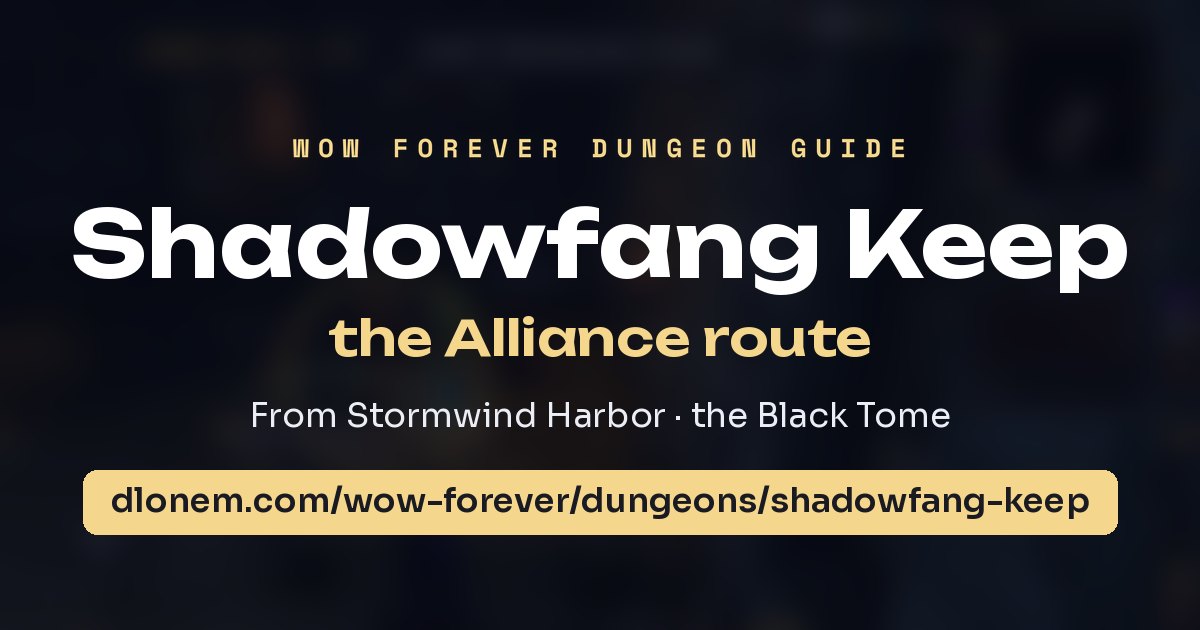 WOW FOREVER DUNGEON GUIDE
Shadowfang Keep
the Alliance route
From Stormwind Harbor · the Black Tome
dlonem.com/wow-forever/dungeons/shadowfang-keep